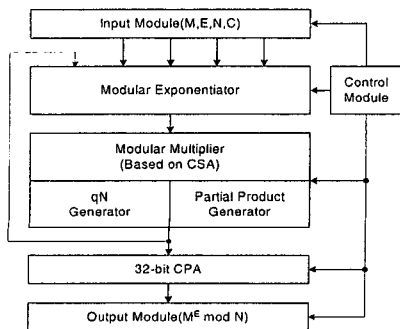 Input Module(M,E,N,C)
Modular Exponentiator
Control
Module
Modular Multiplier
(Based on CSA)
qN
Generator
Partial Product
Generator
32-bit CPA
Output Module(M^E mod N)